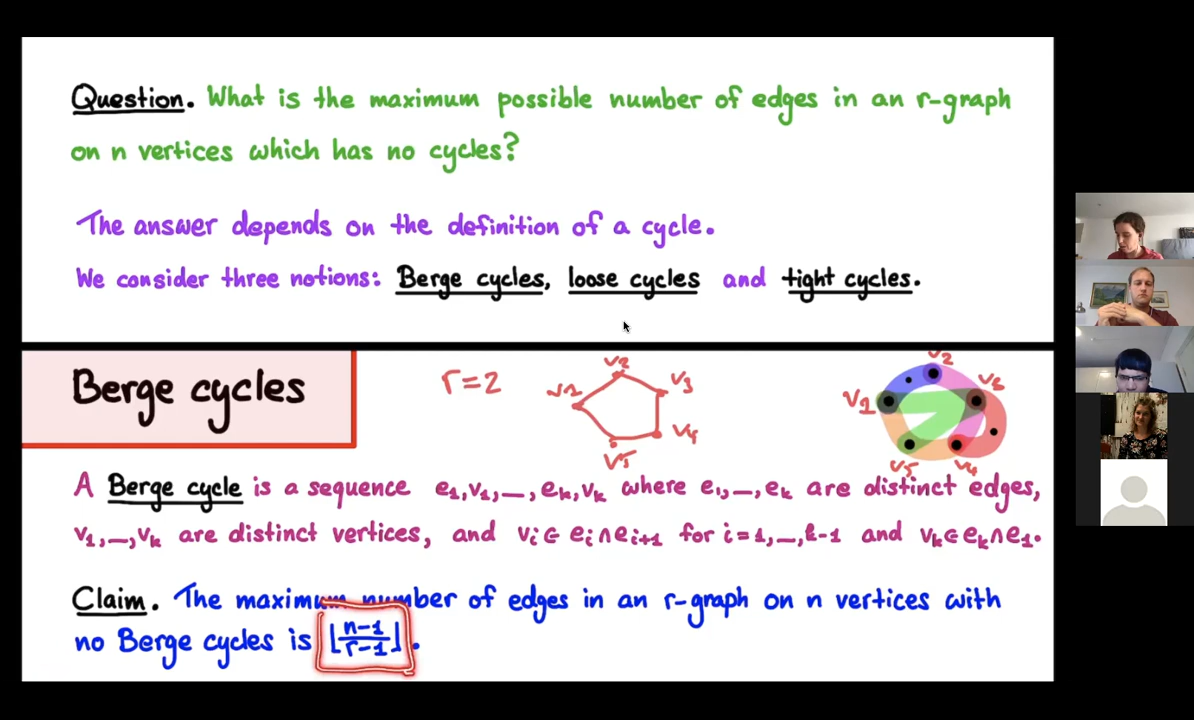 Question. What is the maximum possible number of edges in an r-graph
on n vertices which has no cycles?
The answer depends on the definition of a cycle.
We consider three notions: Berge cycles, loose cycles and tight cycles.
Berge cycles
r=2
v1
v2
v3
v4
v5
v1
v2
v3
v4
v5
A Berge cycle is a sequence e₁,v₁,…,eₖ,vₖ where e₁,…,eₖ are distinct edges,
v₁,…,vₖ are distinct vertices, and vᵢ∈ eᵢ∩eᵢ₊₁ for i=1,…,k-1 and vₖ∈eₖ∩e₁.
Claim. The maximum number of edges in an r-graph on n vertices with
no Berge cycles is ⌊(n-1)/(r-1)⌋.